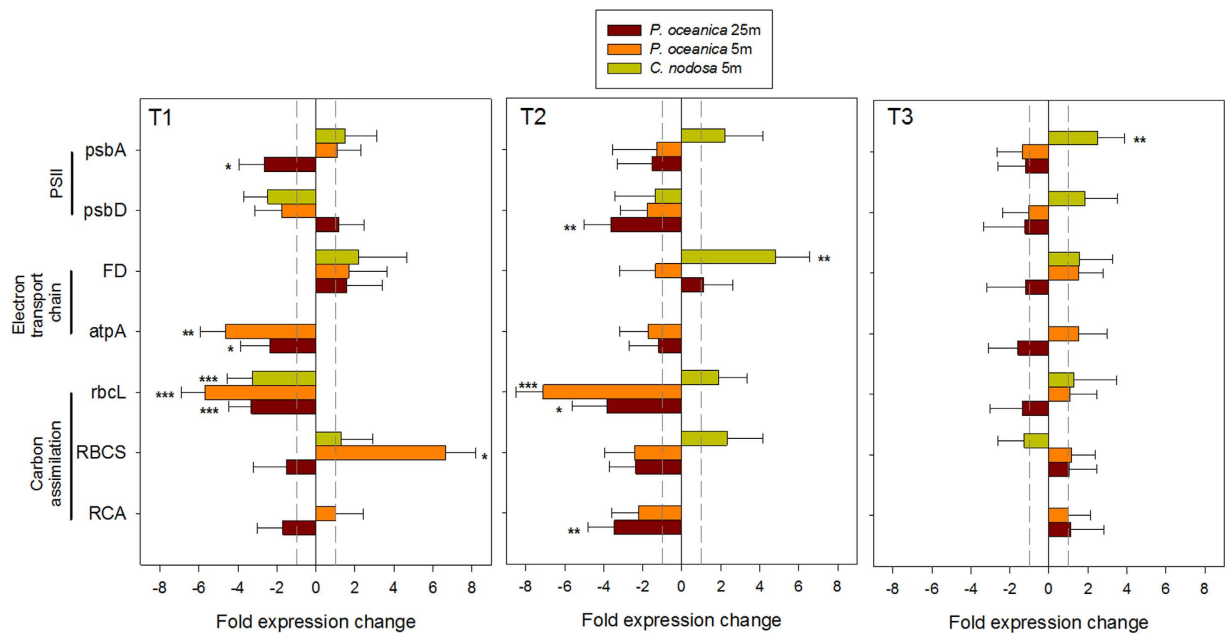 P. oceanica 25m
P. oceanica 5m
C. nodosa 5m
T1
T2
T3
PSII
Electron
transport
chain
Carbon
assimilation
psbA
psbD
FD
atpA
rbcL
RBCS
RCA
*
**
*
***
***
***
*
**
**
***
*
**
**
-8 -6 -4 -2 0 2 4 6 8
-8 -6 -4 -2 0 2 4 6 8
-8 -6 -4 -2 0 2 4 6 8
Fold expression change
Fold expression change
Fold expression change